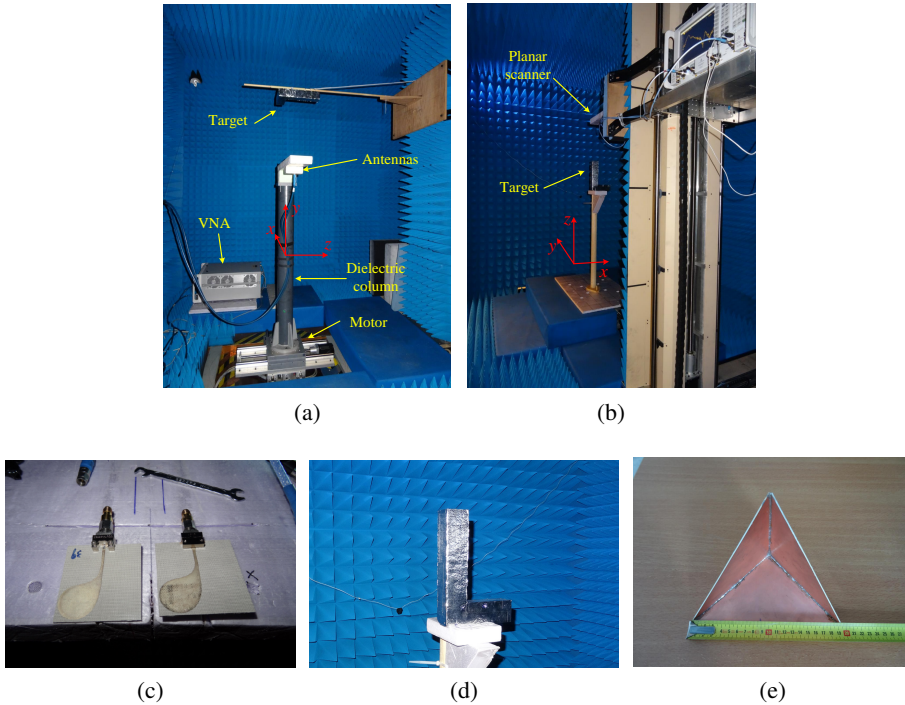 Target
Antennas
y
x
z
VNA
Dielectric
column
Motor
(a)
Planar
scanner
Target
z
y
x
(b)
(c)
(d)
(e)